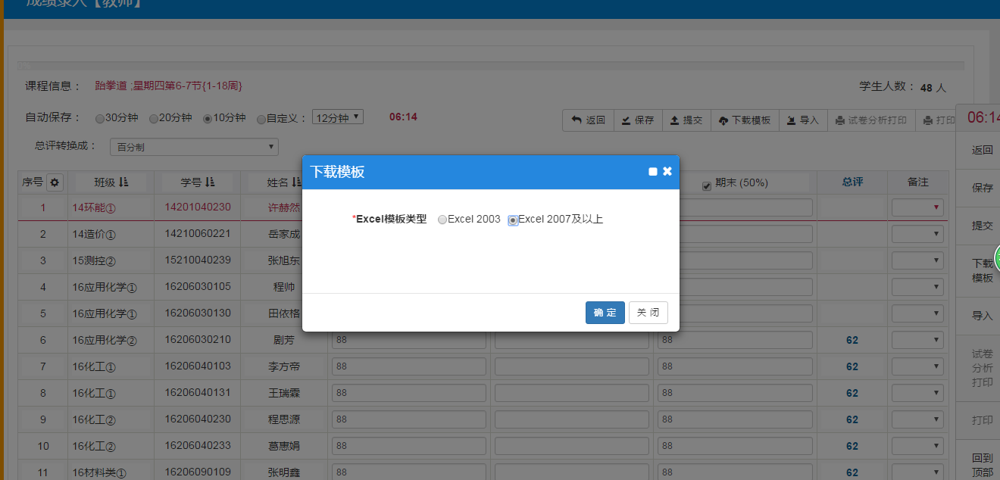 成绩录入【教师】
课程信息： 跆拳道 ;星期四第6-7节{1-18周} 学生人数： 48 人
自动保存： 30分钟 20分钟 10分钟 自定义： 12分钟 06:14
返回 保存 提交 下载模板 导入 试卷分析打印 打印
06:14
总评转换成： 百分制
序号 班级 学号 姓名 期末 (50%) 总评 备注
1 14环能① 14201040230 许赫然
2 14造价① 14210060221 岳家成
3 15测控② 15210040239 张旭东
4 16应用化学① 16206030105 程帅
5 16应用化学① 16206030130 田依格
6 16应用化学② 16206030210 剧芳 88 88 62
7 16化工① 16206040103 李方帝 88 88 62
8 16化工① 16206040131 王瑞霖 88 88 62
9 16化工② 16206040230 程思源 88 88 62
10 16化工② 16206040233 葛惠娟 88 88 62
11 16材料类① 16206090109 张明鑫 88 88 62
下载模板
*Excel模板类型 Excel 2003 Excel 2007及以上
确 定 关 闭
返回
保存
提交
下载
模板
导入
试卷
分析
打印
打印
回到
顶部